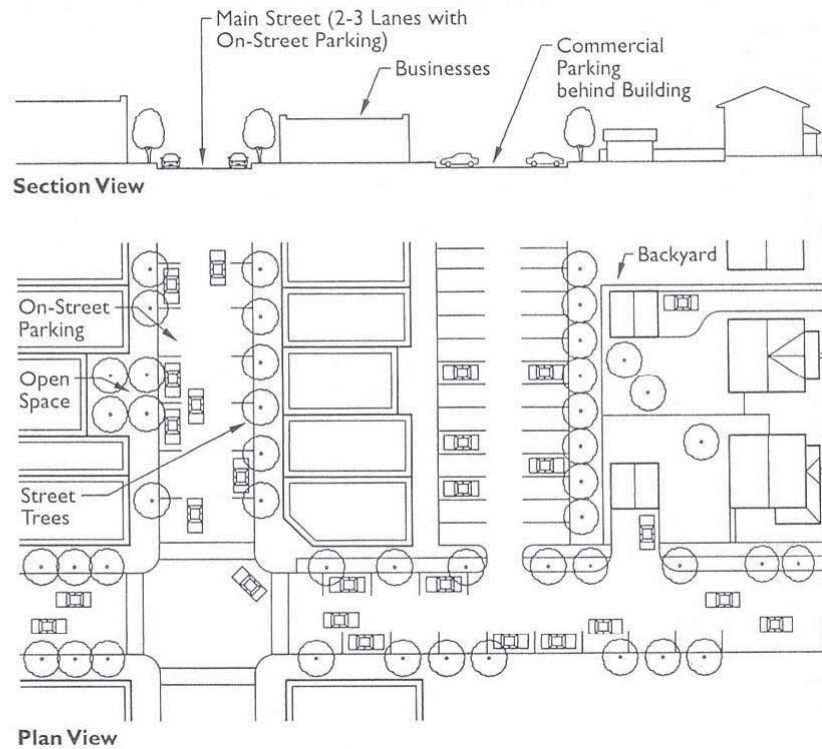 Main Street (2-3 Lanes with
On-Street Parking)
Businesses
Commercial
Parking
behind Building
Section View
Backyard
On-Street
Parking
Open
Space
Street
Trees
Plan View